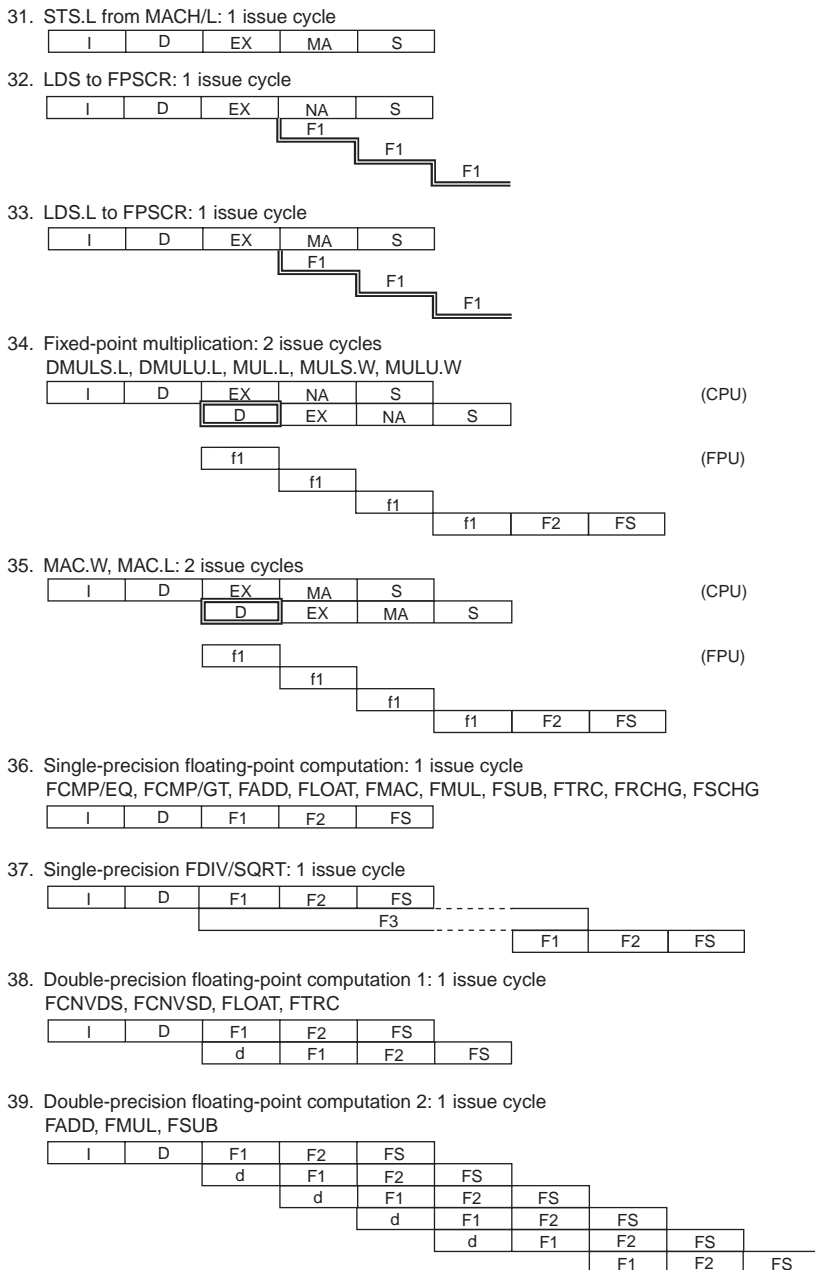 31. STS.L from MACH/L: 1 issue cycle
I D EX MA S
32. LDS to FPSCR: 1 issue cycle
I D EX NA S
F1
F1
F1
33. LDS.L to FPSCR: 1 issue cycle
I D EX MA S
F1
F1
F1
34. Fixed-point multiplication: 2 issue cycles
DMULS.L, DMULU.L, MUL.L, MULS.W, MULU.W
I D EX NA S (CPU)
D EX NA S
f1 (FPU)
f1
f1
f1 F2 FS
35. MAC.W, MAC.L: 2 issue cycles
I D EX MA S (CPU)
D EX MA S
f1 (FPU)
f1
f1
f1 F2 FS
36. Single-precision floating-point computation: 1 issue cycle
FCMP/EQ, FCMP/GT, FADD, FLOAT, FMAC, FMUL, FSUB, FTRC, FRCHG, FSCHG
I D F1 F2 FS
37. Single-precision FDIV/SQRT: 1 issue cycle
I D F1 F2 FS
F3
F1 F2 FS
38. Double-precision floating-point computation 1: 1 issue cycle
FCNVDS, FCNVSD, FLOAT, FTRC
I D F1 F2 FS
d F1 F2 FS
39. Double-precision floating-point computation 2: 1 issue cycle
FADD, FMUL, FSUB
I D F1 F2 FS
d F1 F2 FS
d F1 F2 FS
d F1 F2 FS
d F1 F2 FS
F1 F2 FS